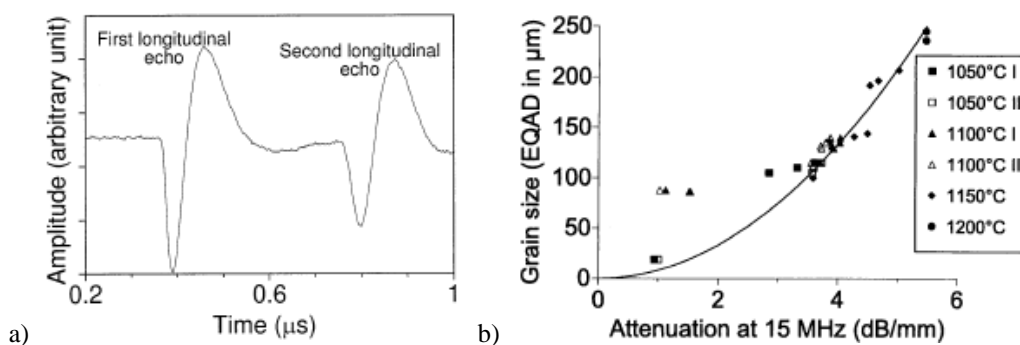 Amplitude (arbitrary unit)
First longitudinal
echo
Second longitudinal
echo
0.2
0.6
1
Time (μs)
a)
Grain size (EQAD in μm)
250
200
150
100
50
0
0
2
4
6
Attenuation at 15 MHz (dB/mm)
1050°C I
1050°C II
1100°C I
1100°C II
1150°C
1200°C
b)